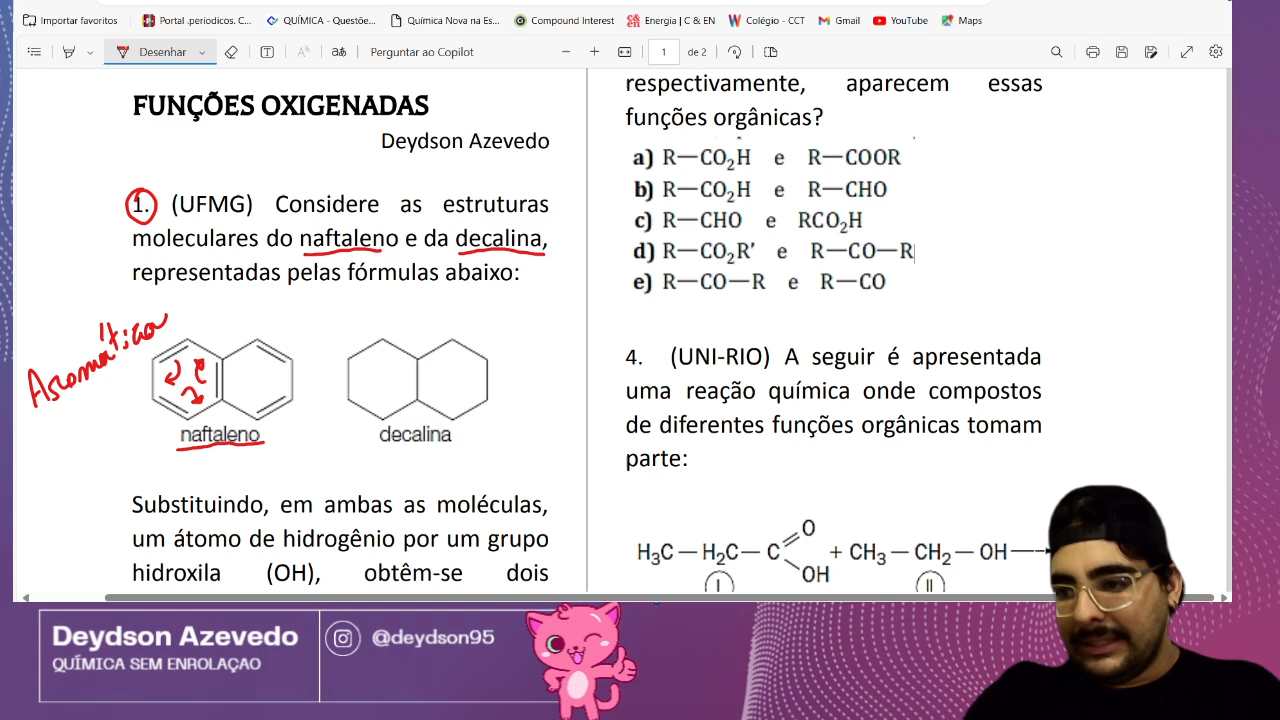 Importar favoritos
Portal .periodicos. C...
QUÍMICA - Questõe...
Química Nova na Es...
Compound Interest
Energia | C & EN
Colégio - CCT
Gmail
YouTube
Maps
Desenhar
Perguntar ao Copilot
1
de 2
FUNÇÕES OXIGENADAS
Deydson Azevedo
1. (UFMG) Considere as estruturas
moleculares do naftaleno e da decalina,
representadas pelas fórmulas abaixo:
Aromático
naftaleno
decalina
Substituindo, em ambas as moléculas,
um átomo de hidrogênio por um grupo
hidroxila (OH), obtêm-se dois
respectivamente, aparecem essas
funções orgânicas?
a) R—CO₂H e R—COOR
b) R—CO₂H e R—CHO
c) R—CHO e RCO₂H
d) R—CO₂R' e R—CO—R
e) R—CO—R e R—CO
4. (UNI-RIO) A seguir é apresentada
uma reação química onde compostos
de diferentes funções orgânicas tomam
parte:
O
H₃C—H₂C—C + CH₃—CH₂—OH
OH
I II
Deydson Azevedo
QUÍMICA SEM ENROLAÇAO
@deydson95